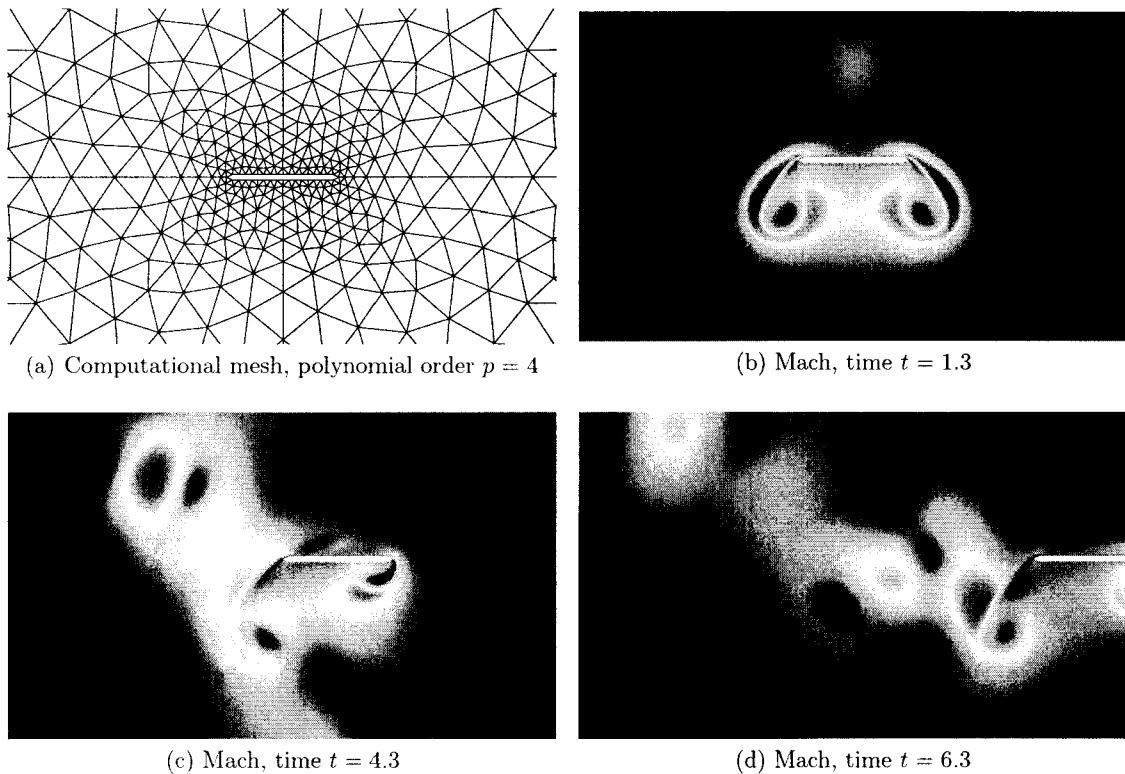 (a) Computational mesh, polynomial order p = 4
(b) Mach, time t = 1.3
(c) Mach, time t = 4.3
(d) Mach, time t = 6.3